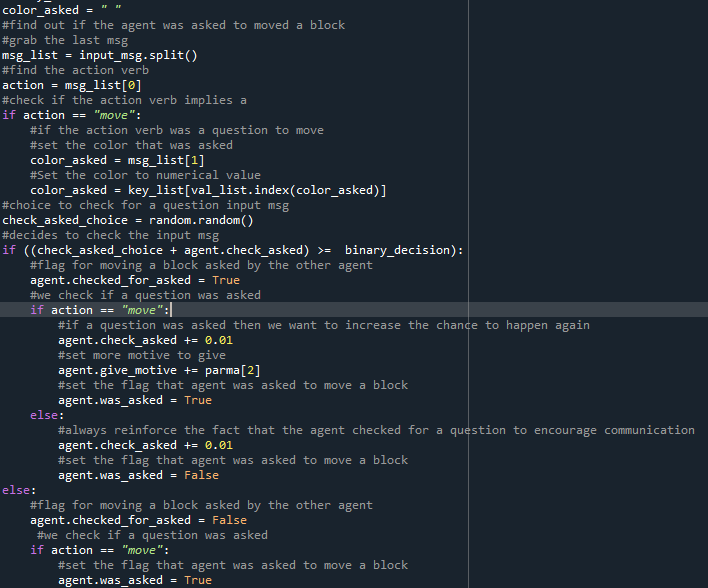 color_asked = " "
#find out if the agent was asked to moved a block
#grab the last msg
msg_list = input_msg.split()
#find the action verb
action = msg_list[0]
#check if the action verb implies a
if action == "move":
    #if the action verb was a question to move
    #set the color that was asked
    color_asked = msg_list[1]
    #Set the color to numerical value
    color_asked = key_list[val_list.index(color_asked)]
#choice to check for a question input msg
check_asked_choice = random.random()
#decides to check the input msg
if ((check_asked_choice + agent.check_asked) >=  binary_decision):
    #flag for moving a block asked by the other agent
    agent.checked_for_asked = True
    #we check if a question was asked
    if action == "move":
        #if a question was asked then we want to increase the chance to happen again
        agent.check_asked += 0.01
        #set more motive to give
        agent.give_motive += parma[2]
        #set the flag that agent was asked to move a block
        agent.was_asked = True
    else:
        #always reinforce the fact that the agent checked for a question to encourage communication
        agent.check_asked += 0.01
        #set the flag that agent was asked to move a block
        agent.was_asked = False
else:
    #flag for moving a block asked by the other agent
    agent.checked_for_asked = False
     #we check if a question was asked
    if action == "move":
        #set the flag that agent was asked to move a block
        agent.was_asked = True